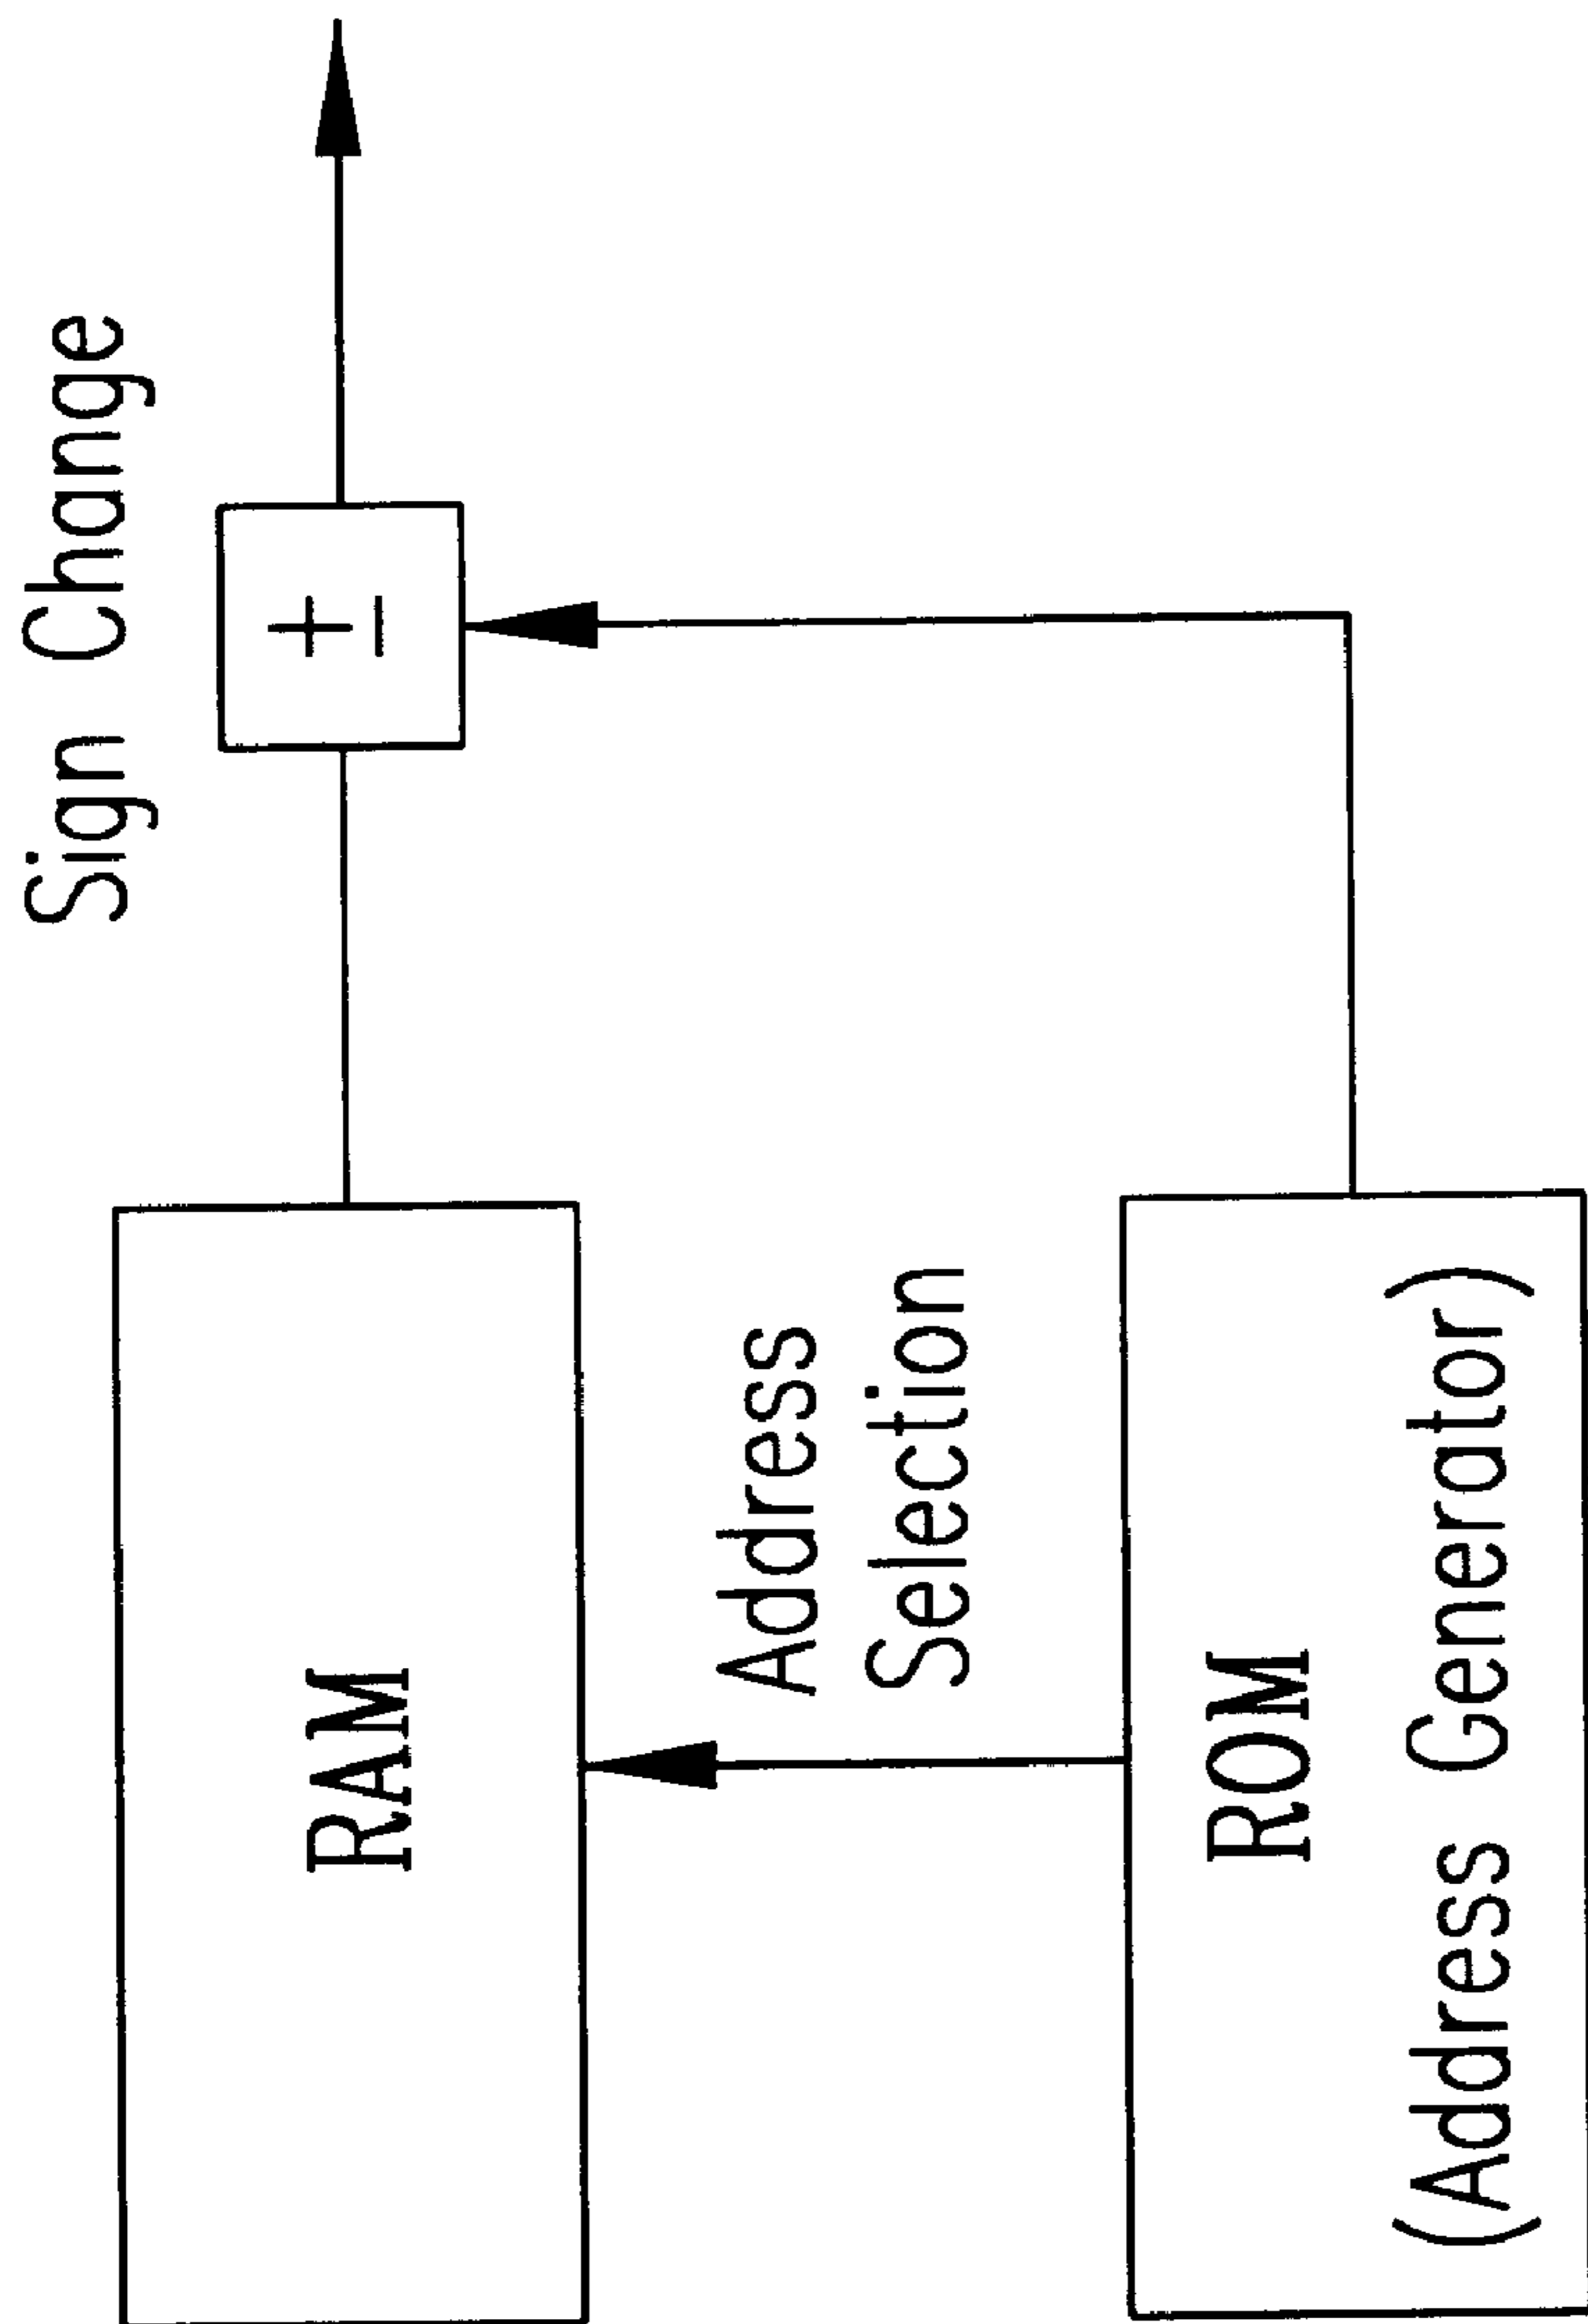 Sign Change
±
RAM
Address
Selection
ROM
(Address Generator)